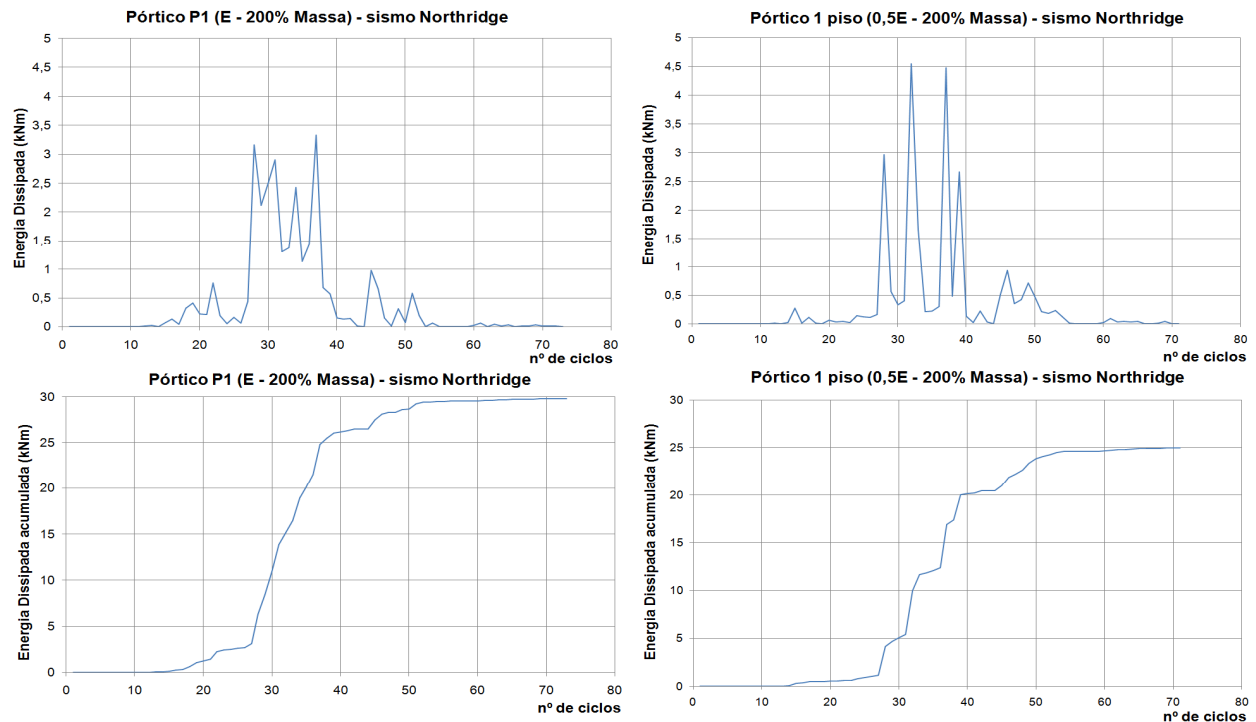 Pórtico P1 (E - 200% Massa) - sismo Northridge
Energia Dissipada (kNm)
5
4,5
4
3,5
3
2,5
2
1,5
1
0,5
0
0 10 20 30 40 50 60 70 80
nº de ciclos
Pórtico 1 piso (0,5E - 200% Massa) - sismo Northridge
Energia Dissipada (kNm)
5
4,5
4
3,5
3
2,5
2
1,5
1
0,5
0
0 10 20 30 40 50 60 70 80
nº de ciclos
Pórtico P1 (E - 200% Massa) - sismo Northridge
Energia Dissipada acumulada (kNm)
30
25
20
15
10
5
0
0 10 20 30 40 50 60 70 80
nº de ciclos
Pórtico 1 piso (0,5E - 200% Massa) - sismo Northridge
Energia Dissipada acumulada (kNm)
30
25
20
15
10
5
0
0 10 20 30 40 50 60 70 80
nº de ciclos